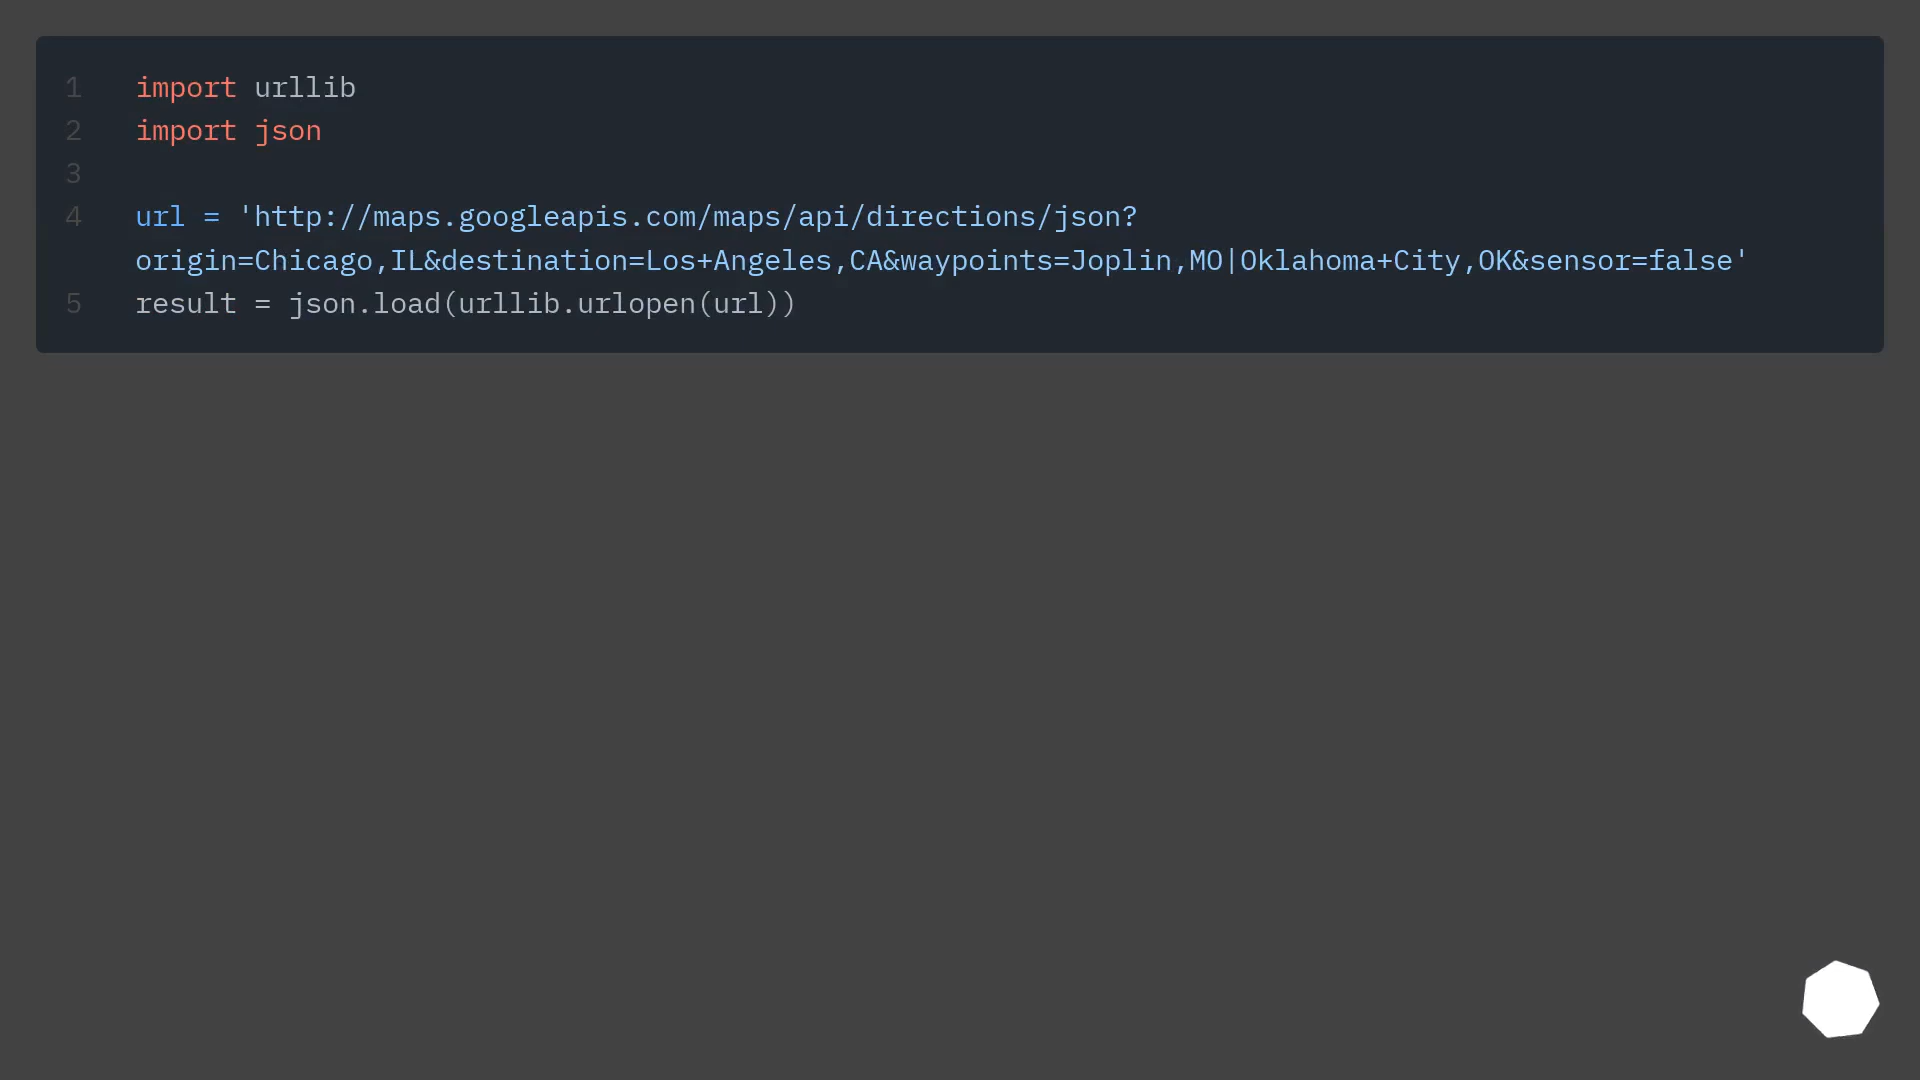 1 import urllib
2 import json
3
4 url = 'http://maps.googleapis.com/maps/api/directions/json?
origin=Chicago,IL&destination=Los+Angeles,CA&waypoints=Joplin,MO|Oklahoma+City,OK&sensor=false'
5 result = json.load(urllib.urlopen(url))